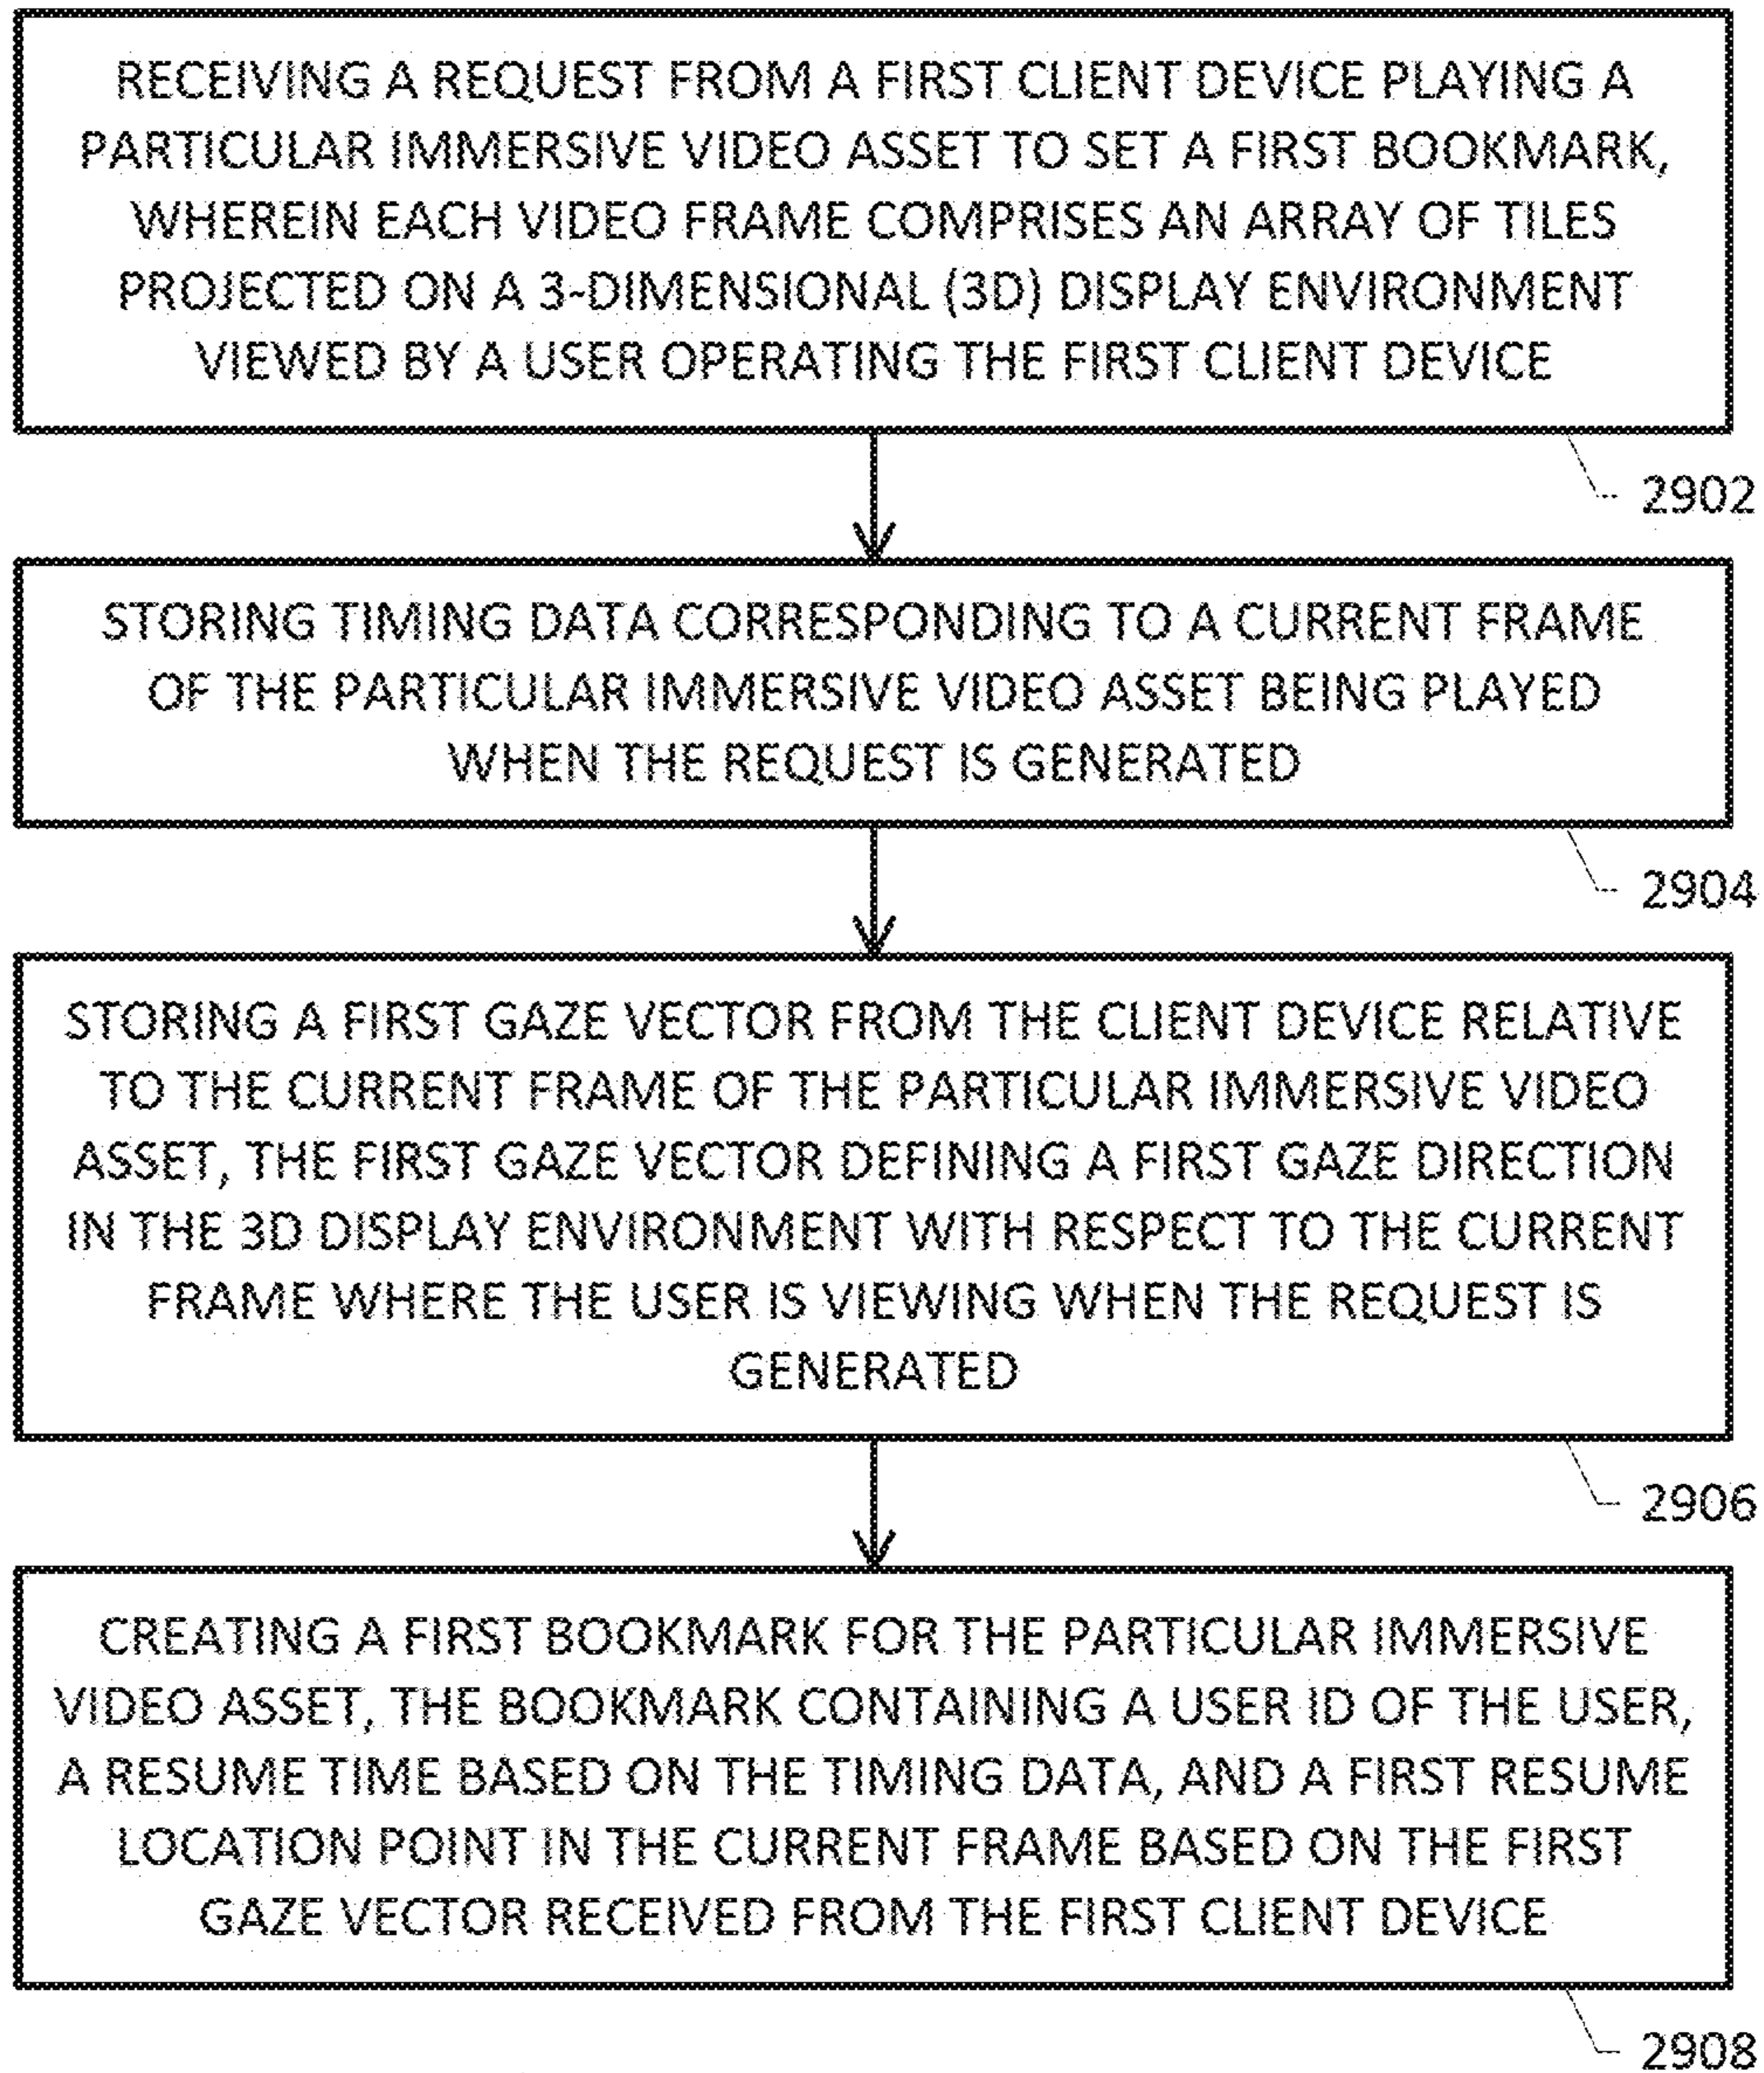 RECEIVING A REQUEST FROM A FIRST CLIENT DEVICE PLAYING A
PARTICULAR IMMERSIVE VIDEO ASSET TO SET A FIRST BOOKMARK,
WHEREIN EACH VIDEO FRAME COMPRISES AN ARRAY OF TILES
PROJECTED ON A 3-DIMENSIONAL (3D) DISPLAY ENVIRONMENT
VIEWED BY A USER OPERATING THE FIRST CLIENT DEVICE
2902
STORING TIMING DATA CORRESPONDING TO A CURRENT FRAME
OF THE PARTICULAR IMMERSIVE VIDEO ASSET BEING PLAYED
WHEN THE REQUEST IS GENERATED
2904
STORING A FIRST GAZE VECTOR FROM THE CLIENT DEVICE RELATIVE
TO THE CURRENT FRAME OF THE PARTICULAR IMMERSIVE VIDEO
ASSET, THE FIRST GAZE VECTOR DEFINING A FIRST GAZE DIRECTION
IN THE 3D DISPLAY ENVIRONMENT WITH RESPECT TO THE CURRENT
FRAME WHERE THE USER IS VIEWING WHEN THE REQUEST IS
GENERATED
2906
CREATING A FIRST BOOKMARK FOR THE PARTICULAR IMMERSIVE
VIDEO ASSET, THE BOOKMARK CONTAINING A USER ID OF THE USER,
A RESUME TIME BASED ON THE TIMING DATA, AND A FIRST RESUME
LOCATION POINT IN THE CURRENT FRAME BASED ON THE FIRST
GAZE VECTOR RECEIVED FROM THE FIRST CLIENT DEVICE
2908